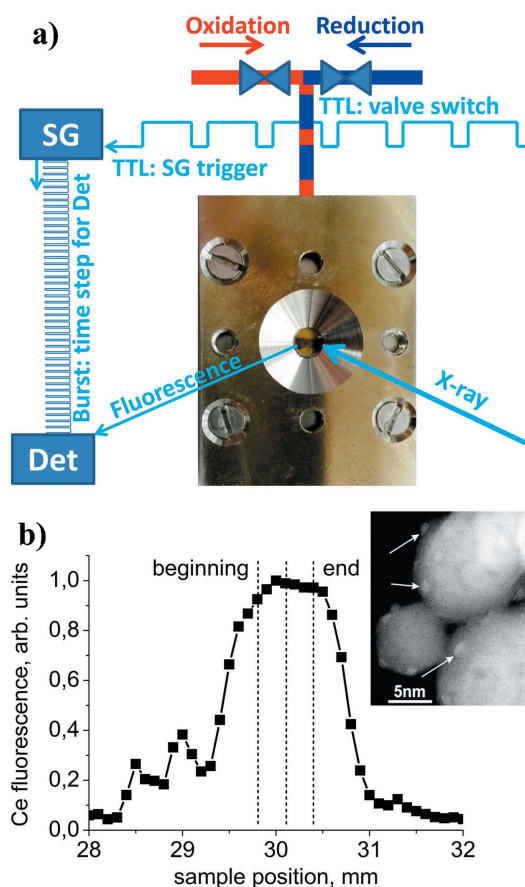 a)
Oxidation
Reduction
TTL: valve switch
SG
TTL: SG trigger
Burst: time step for Det
Fluorescence
X-ray
Det
b)
beginning
end
5nm
Ce fluorescence, arb. units
1,0
0,8
0,6
0,4
0,2
0,0
28
29
30
31
32
sample position, mm